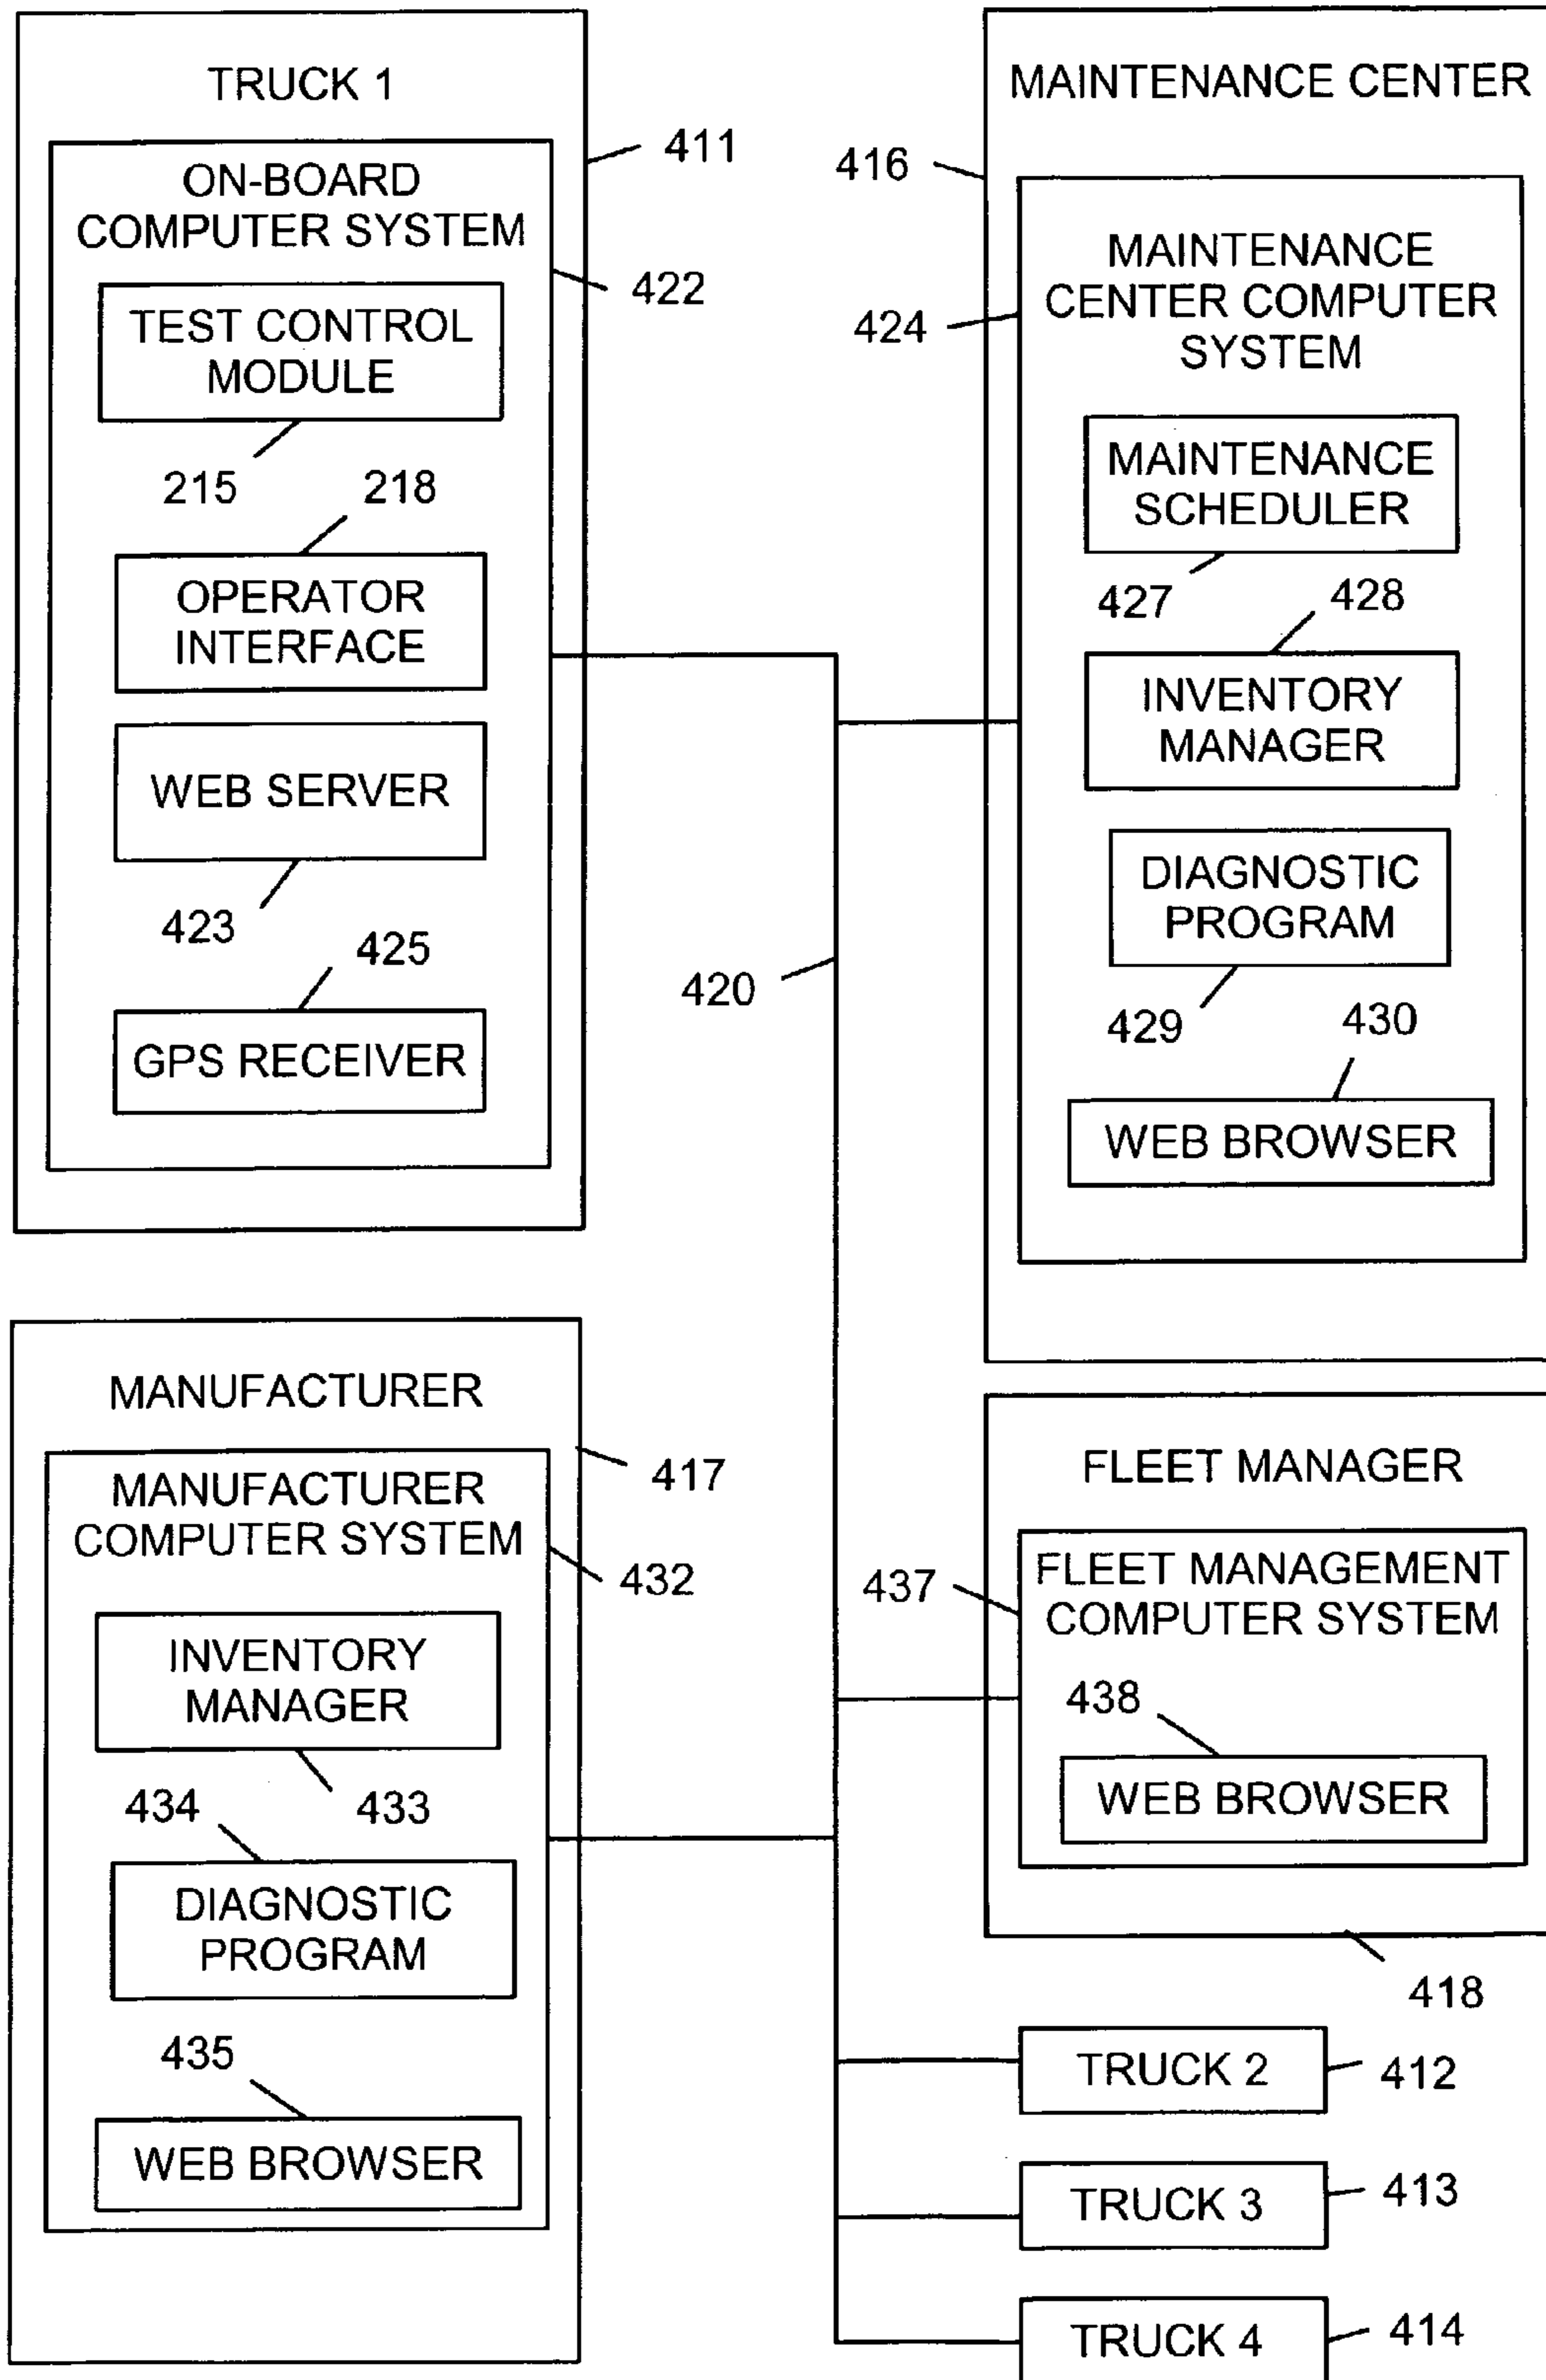 TRUCK 1
411
ON-BOARD
COMPUTER SYSTEM
422
TEST CONTROL
MODULE
215
218
OPERATOR
INTERFACE
WEB SERVER
423
425
GPS RECEIVER
MAINTENANCE CENTER
416
MAINTENANCE
CENTER COMPUTER
SYSTEM
424
MAINTENANCE
SCHEDULER
427
428
INVENTORY
MANAGER
DIAGNOSTIC
PROGRAM
429
430
WEB BROWSER
420
MANUFACTURER
417
MANUFACTURER
COMPUTER SYSTEM
432
INVENTORY
MANAGER
433
434
DIAGNOSTIC
PROGRAM
435
WEB BROWSER
FLEET MANAGER
437
FLEET MANAGEMENT
COMPUTER SYSTEM
438
WEB BROWSER
418
TRUCK 2
412
TRUCK 3
413
TRUCK 4
414